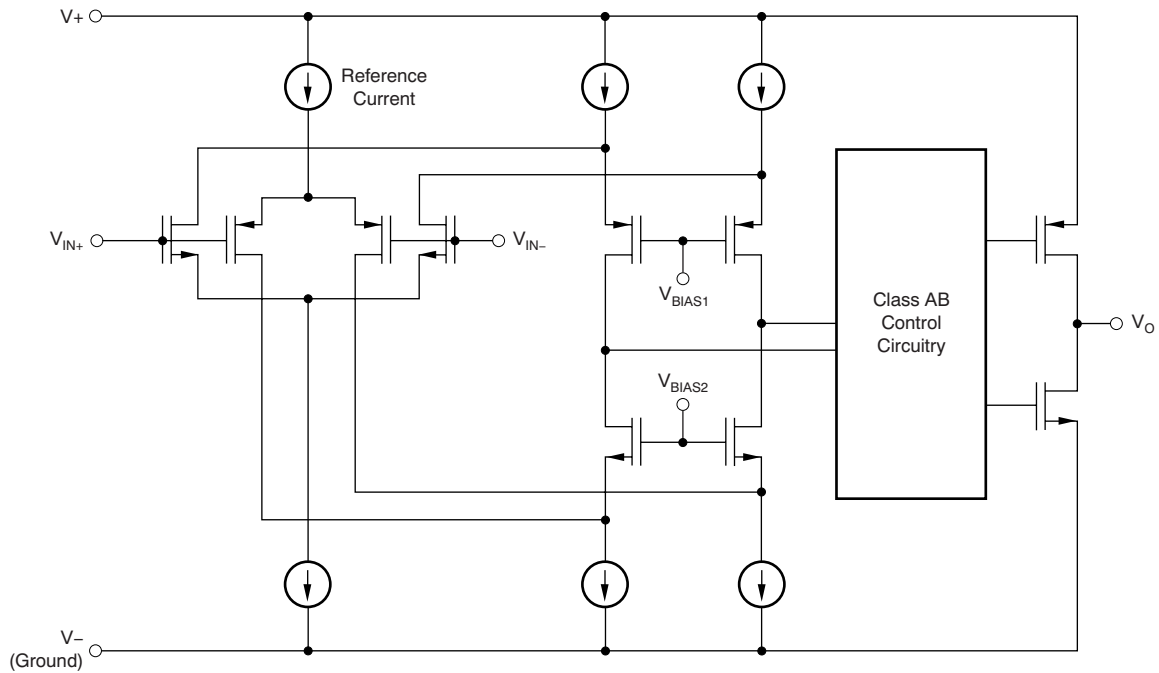 V+
Reference
Current
V_IN+
V_IN−
V_BIAS1
V_BIAS2
Class AB
Control
Circuitry
V_O
V−
(Ground)